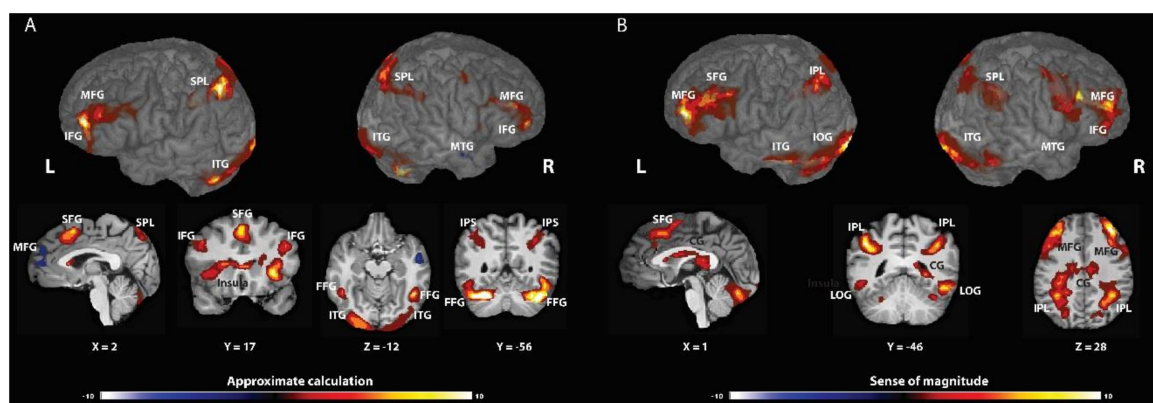 A
B
SPL
MFG
IFG
ITG
L
SPL
MFG
IFG
ITG
MTG
R
SFG
MFG
IPL
IOG
ITG
L
SPL
MFG
IFG
ITG
MTG
R
SFG
SPL
MFG
X = 2
SFG
IFG
IFG
Insula
Y = 17
FFG
FFG
ITG
ITG
Z = -12
IPS
IPS
FFG
FFG
Y = -56
SFG
CG
X = 1
IPL
IPL
CG
Insula
LOG
LOG
Y = -46
MFG
MFG
CG
IPL
IPL
Z = 28
Approximate calculation
-10
10
Sense of magnitude
-10
10